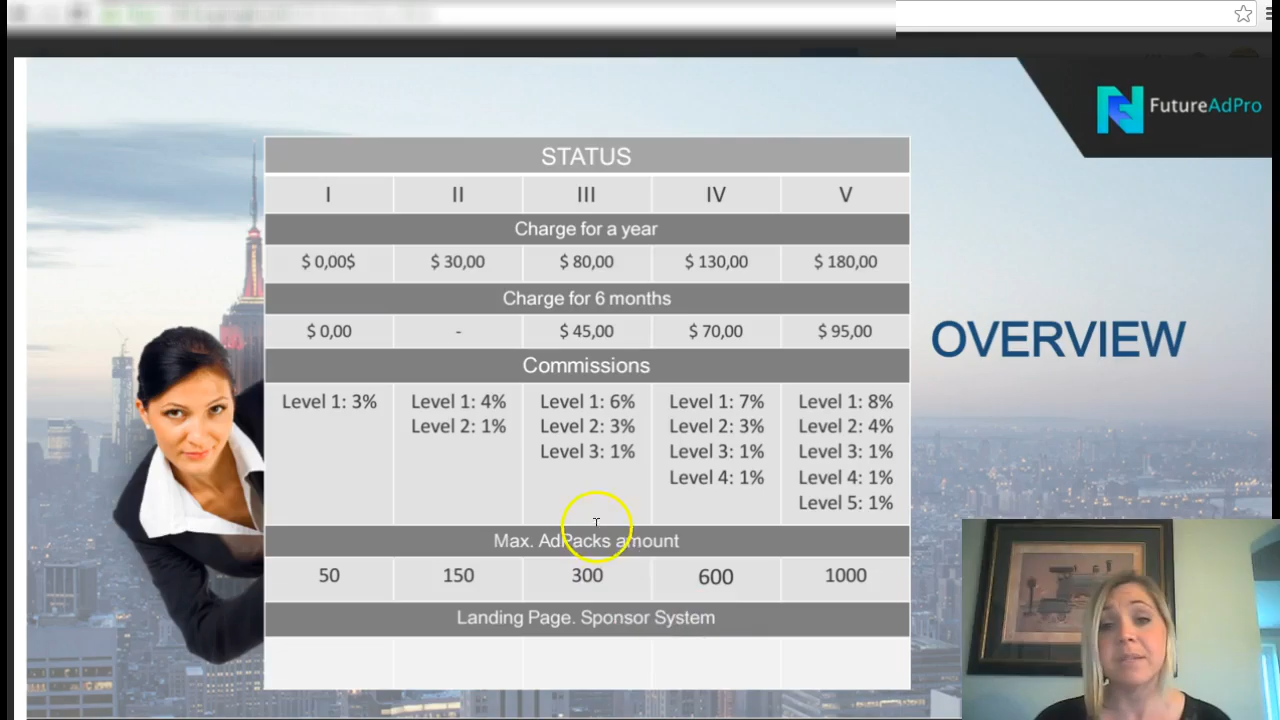 FutureAdPro
STATUS
I II III IV V
Charge for a year
$ 0,00$ $ 30,00 $ 80,00 $ 130,00 $ 180,00
Charge for 6 months
$ 0,00 - $ 45,00 $ 70,00 $ 95,00
Commissions
Level 1: 3% Level 1: 4% Level 1: 6% Level 1: 7% Level 1: 8%
Level 2: 1% Level 2: 3% Level 2: 3% Level 2: 4%
Level 3: 1% Level 3: 1% Level 3: 1%
Level 4: 1% Level 4: 1%
Level 5: 1%
Max. AdPacks amount
50 150 300 600 1000
Landing Page. Sponsor System
OVERVIEW